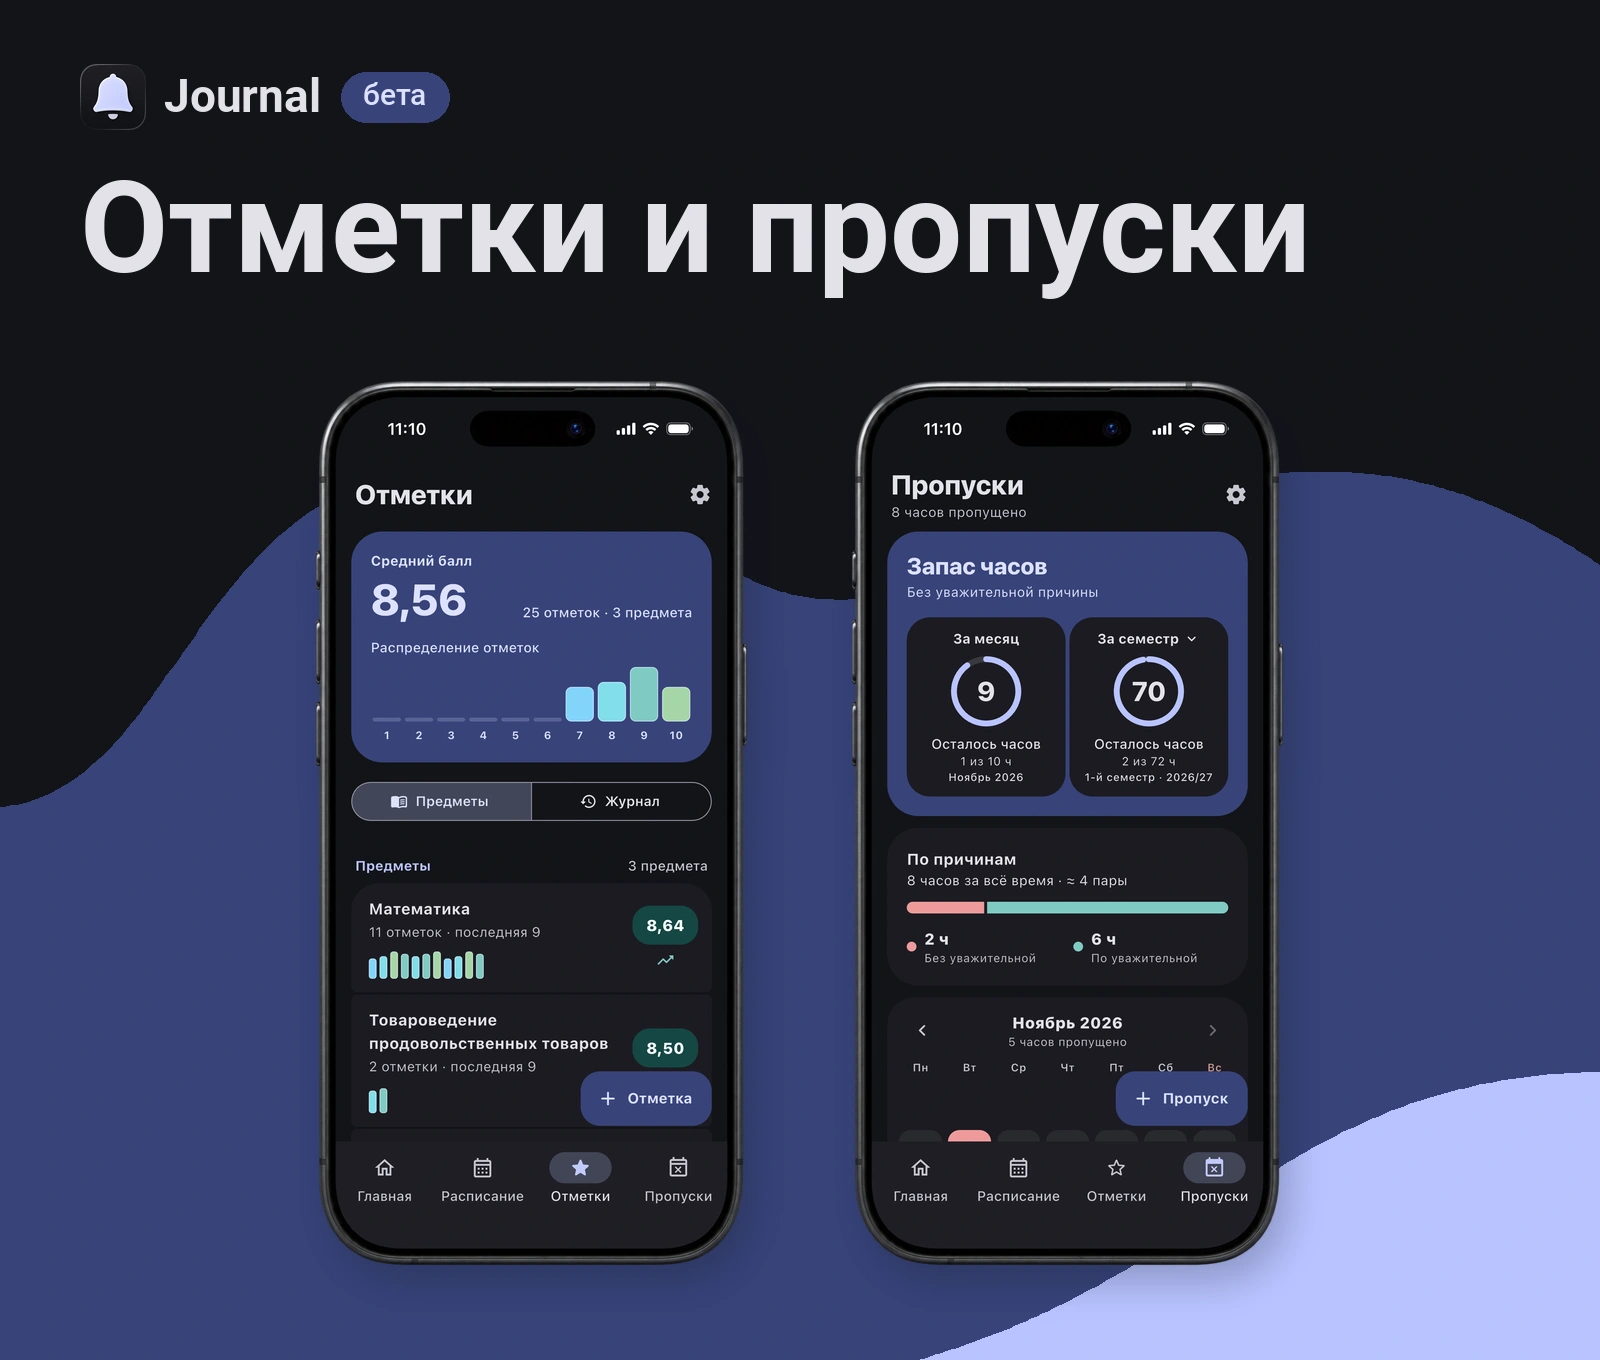 Journal бета
Отметки и пропуски
11:10
Отметки
Средний балл
8,56
25 отметок · 3 предмета
Распределение отметок
1 2 3 4 5 6 7 8 9 10
Предметы Журнал
Предметы 3 предмета
Математика
11 отметок · последняя 9
8,64
Товароведение
продовольственных товаров
2 отметки · последняя 9
8,50
+ Отметка
Главная Расписание Отметки Пропуски
11:10
Пропуски
8 часов пропущено
Запас часов
Без уважительной причины
За месяц
9
Осталось часов
1 из 10 ч
Ноябрь 2026
За семестр
70
Осталось часов
2 из 72 ч
1-й семестр · 2026/27
По причинам
8 часов за всё время · ≈ 4 пары
2 ч
Без уважительной
6 ч
По уважительной
Ноябрь 2026
5 часов пропущено
Пн Вт Ср Чт Пт Сб Вс
+ Пропуск
Главная Расписание Отметки Пропуски